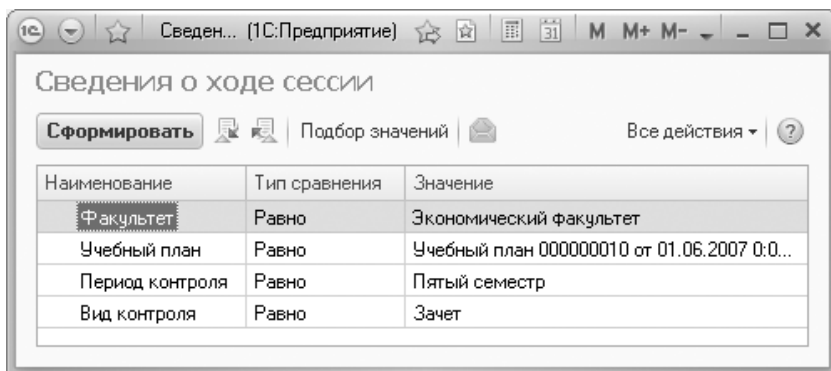 1С Сведен... (1С:Предприятие) 31 M M+ M-
Сведения о ходе сессии
Сформировать Подбор значений Все действия ?
Наименование Тип сравнения Значение
Факультет Равно Экономический факультет
Учебный план Равно Учебный план 000000010 от 01.06.2007 0:0...
Период контроля Равно Пятый семестр
Вид контроля Равно Зачет